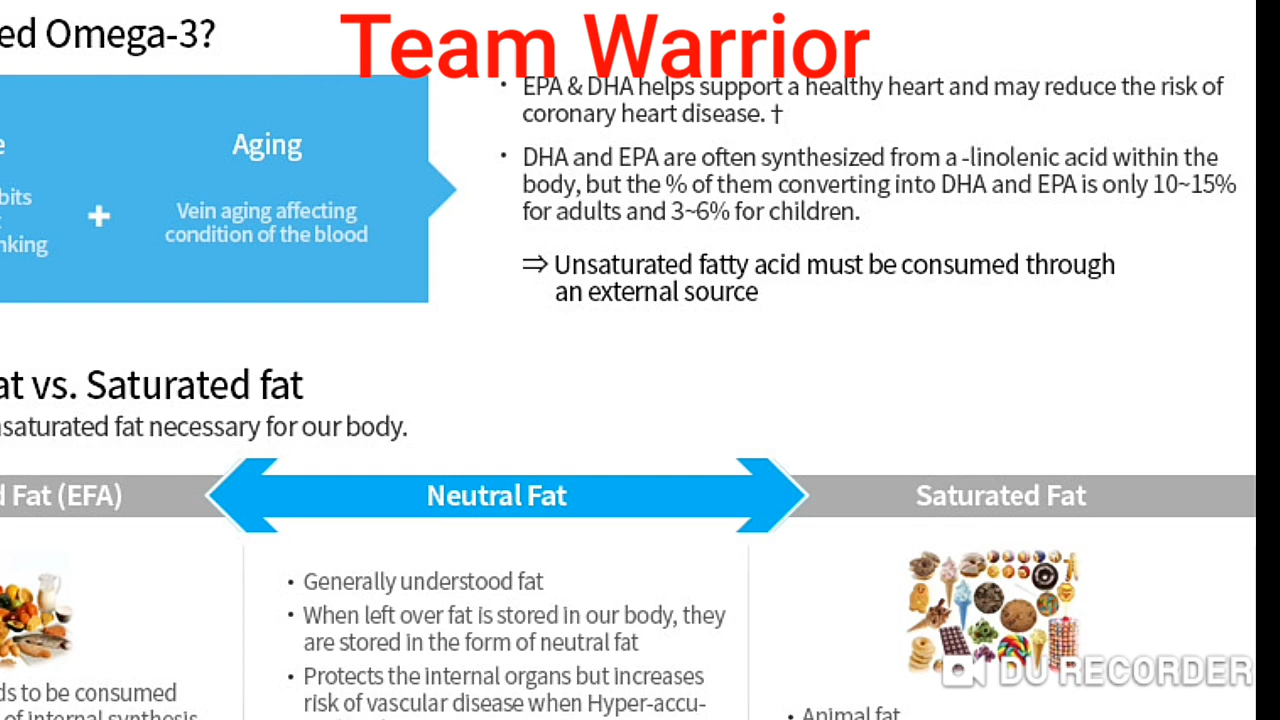 ed Omega-3?
Team Warrior
e
Aging
bits
nking
+
Vein aging affecting
condition of the blood
• EPA & DHA helps support a healthy heart and may reduce the risk of
coronary heart disease. †
• DHA and EPA are often synthesized from a -linolenic acid within the
body, but the % of them converting into DHA and EPA is only 10~15%
for adults and 3~6% for children.
⇒ Unsaturated fatty acid must be consumed through
an external source
at vs. Saturated fat
nsaturated fat necessary for our body.
d Fat (EFA)
Neutral Fat
Saturated Fat
• Generally understood fat
• When left over fat is stored in our body, they
are stored in the form of neutral fat
• Protects the internal organs but increases
risk of vascular disease when Hyper-accu-
ds to be consumed
of internal synthesis
• Animal fat
DU RECORDER